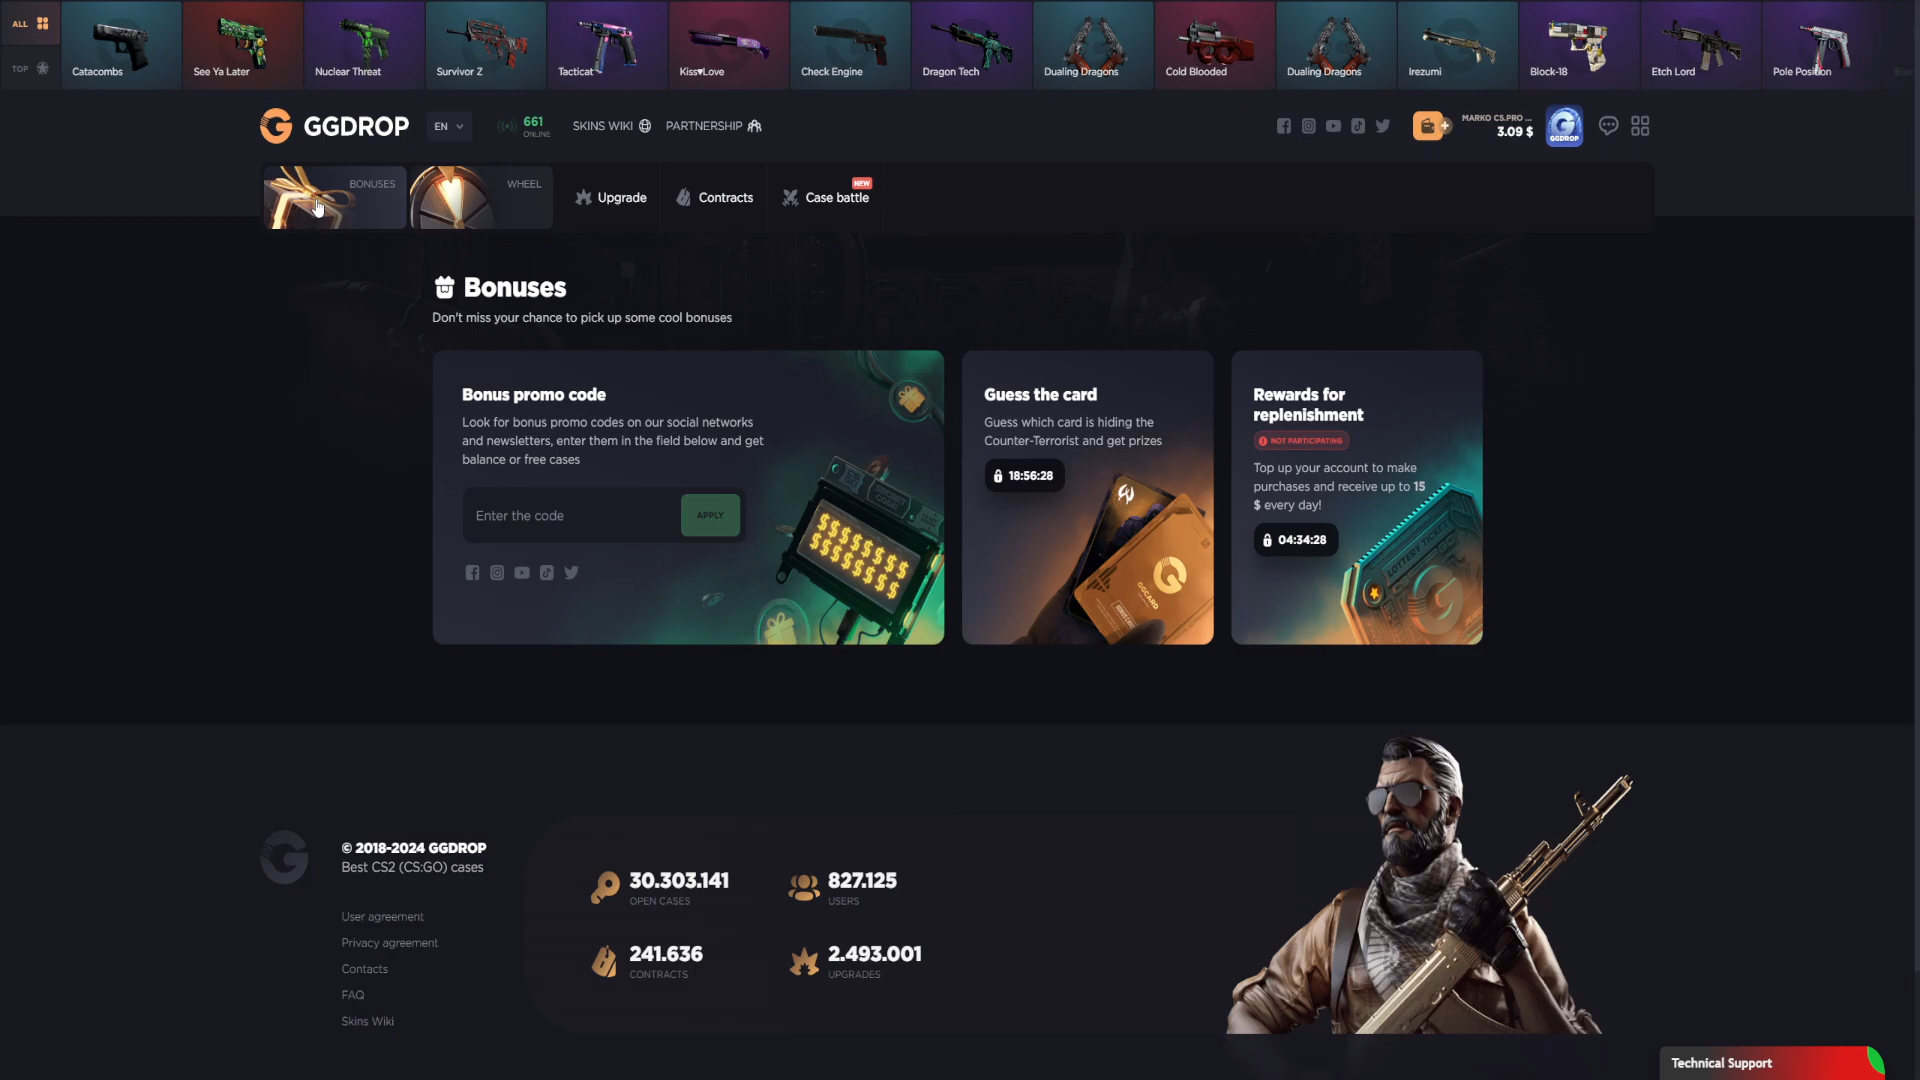 ALL
TOP
Catacombs
See Ya Later
Nuclear Threat
Survivor Z
Tacticat
Kiss♥Love
Check Engine
Dragon Tech
Dualing Dragons
Cold Blooded
Dualing Dragons
Irezumi
Block-18
Etch Lord
Pole Position
GGDROP
EN
661
ONLINE
SKINS WIKI
PARTNERSHIP
MARKO CS.PRO ...
3.09 $
GGDROP
BONUSES
WHEEL
Upgrade
Contracts
Case battle
NEW
Bonuses
Don't miss your chance to pick up some cool bonuses
Bonus promo code
Look for bonus promo codes on our social networks
and newsletters, enter them in the field below and get
balance or free cases
Enter the code
APPLY
Guess the card
Guess which card is hiding the
Counter-Terrorist and get prizes
18:56:28
GGCARD
Rewards for
replenishment
NOT PARTICIPATING
Top up your account to make
purchases and receive up to 15
$ every day!
04:34:28
LOTTERY TICKET
© 2018-2024 GGDROP
Best CS2 (CS:GO) cases
User agreement
Privacy agreement
Contacts
FAQ
Skins Wiki
30.303.141
OPEN CASES
827.125
USERS
241.636
CONTRACTS
2.493.001
UPGRADES
Technical Support